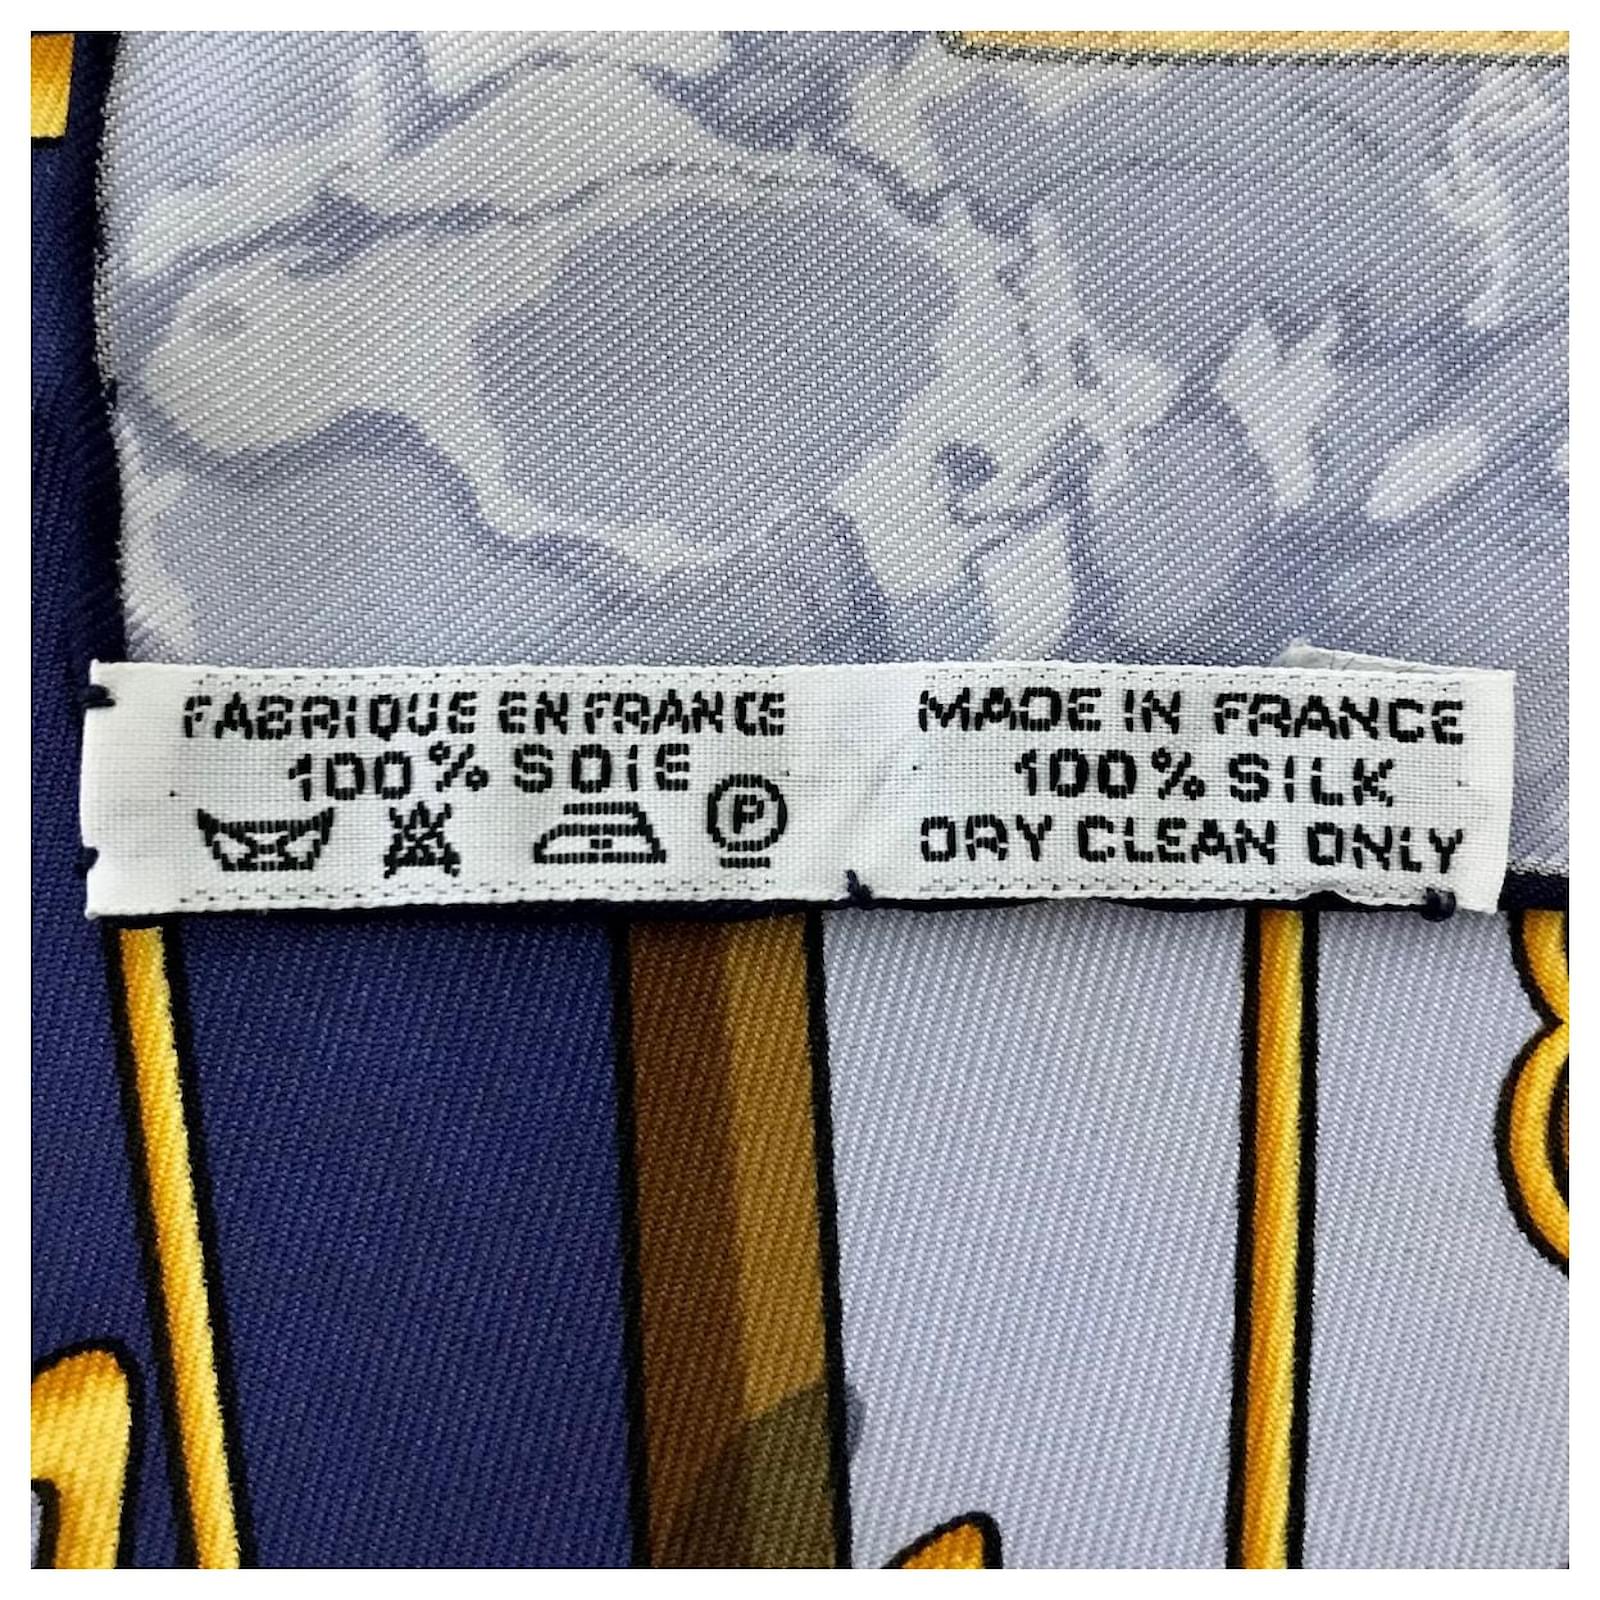 FABRIQUE EN FRANCE
100% SOIE
P
MADE IN FRANCE
100% SILK
DRY CLEAN ONLY